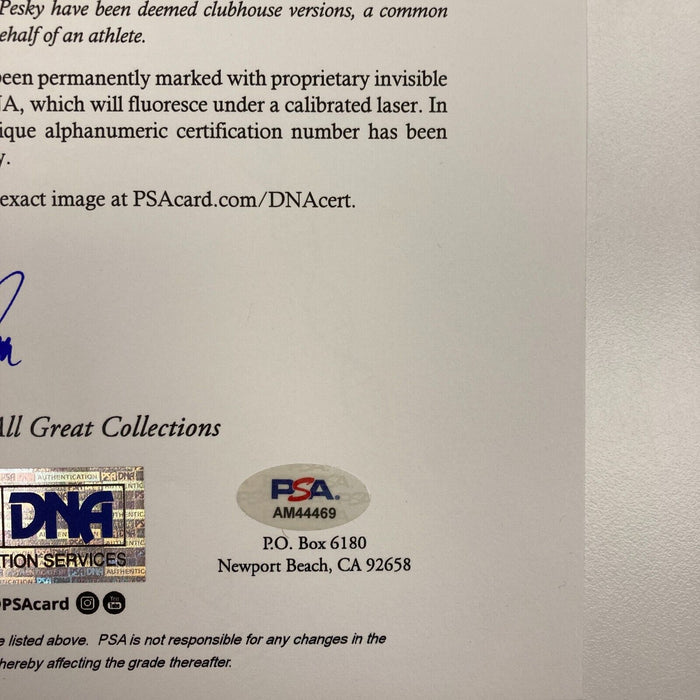 Pesky have been deemed clubhouse versions, a common
ehalf of an athlete.
een permanently marked with proprietary invisible
A, which will fluoresce under a calibrated laser. In
ique alphanumeric certification number has been
y.
exact image at PSAcard.com/DNAcert.
All Great Collections
AUTHENTICATION
DNA
TION SERVICES
PSA.
AM44469
P.O. Box 6180
Newport Beach, CA 92658
PSAcard
e listed above. PSA is not responsible for any changes in the
hereby affecting the grade thereafter.